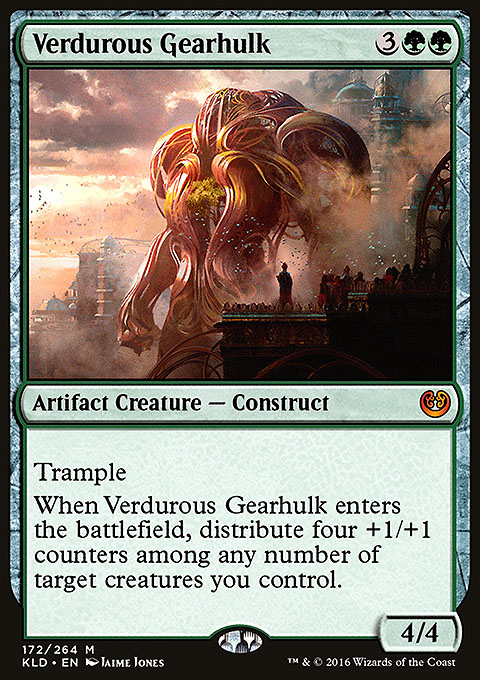 Verdurous Gearhulk 3
Artifact Creature — Construct
Trample
When Verdurous Gearhulk enters
the battlefield, distribute four +1/+1
counters among any number of
target creatures you control.
4/4
172/264 M
KLD • EN Jaime Jones
™ & © 2016 Wizards of the Coast